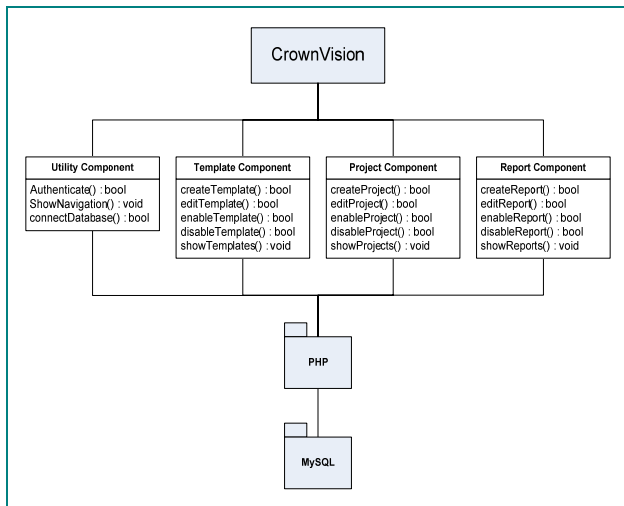 CrownVision
Utility Component
Authenticate() : bool
ShowNavigation() : void
connectDatabase() : bool
Template Component
createTemplate() : bool
editTemplate() : bool
enableTemplate() : bool
disableTemplate() : bool
showTemplates() : void
Project Component
createProject() : bool
editProject() : bool
enableProject() : bool
disableProject() : bool
showProjects() : void
Report Component
createReport() : bool
editReport() : bool
enableReport() : bool
disableReport() : bool
showReports() : void
PHP
MySQL